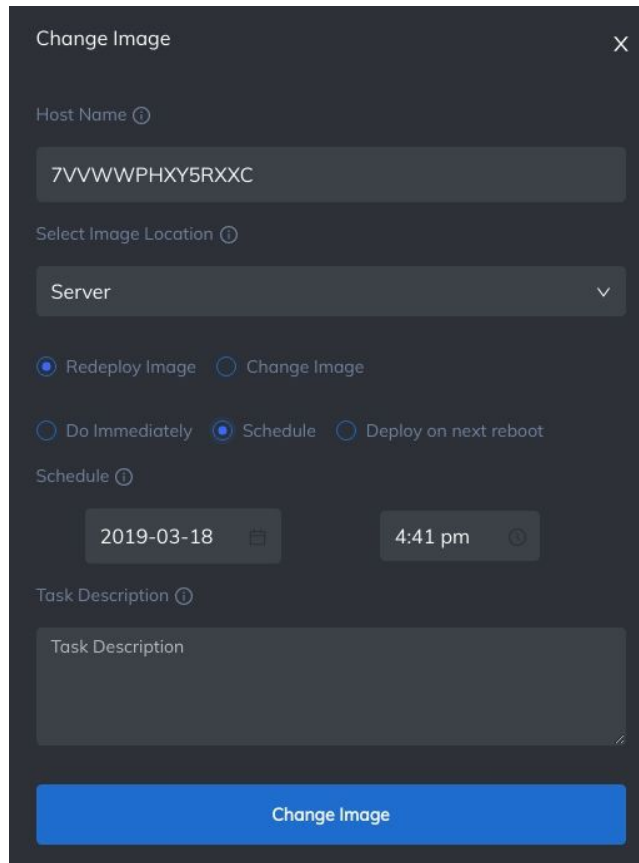 Change Image X
Host Name
7VVWWPHXY5RXXC
Select Image Location
Server
Redeploy Image Change Image
Do Immediately Schedule Deploy on next reboot
Schedule
2019-03-18 4:41 pm
Task Description
Task Description
Change Image